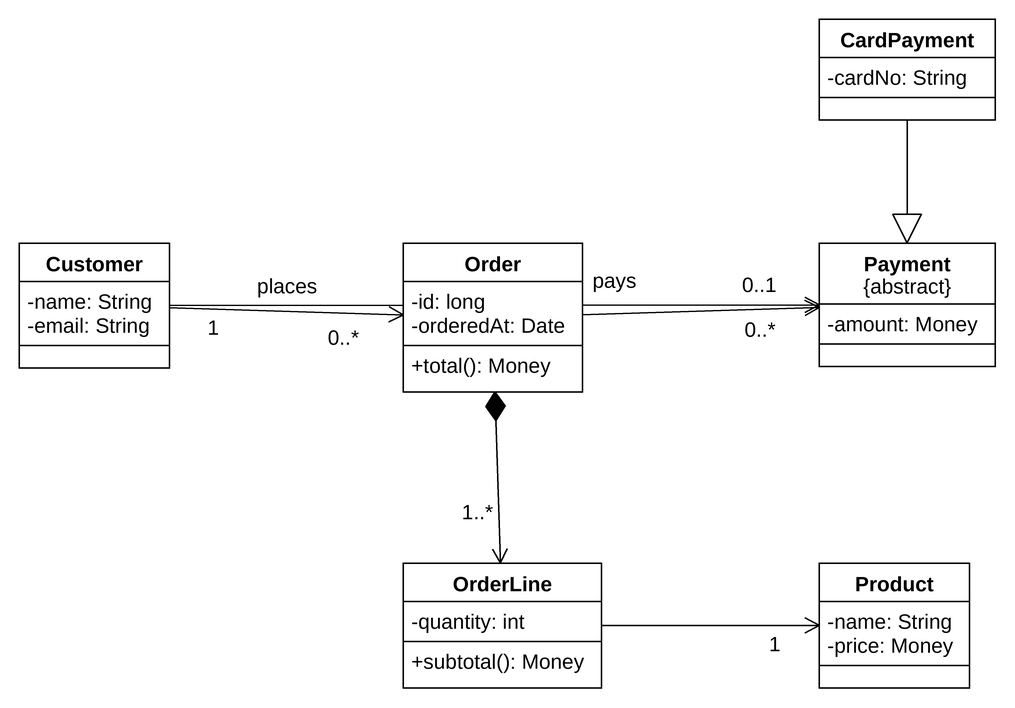 CardPayment
-cardNo: String
Customer
-name: String
-email: String
places
1
0..*
Order
-id: long
-orderedAt: Date
+total(): Money
pays
0..1
0..*
Payment
{abstract}
-amount: Money
1..*
OrderLine
-quantity: int
+subtotal(): Money
1
Product
-name: String
-price: Money